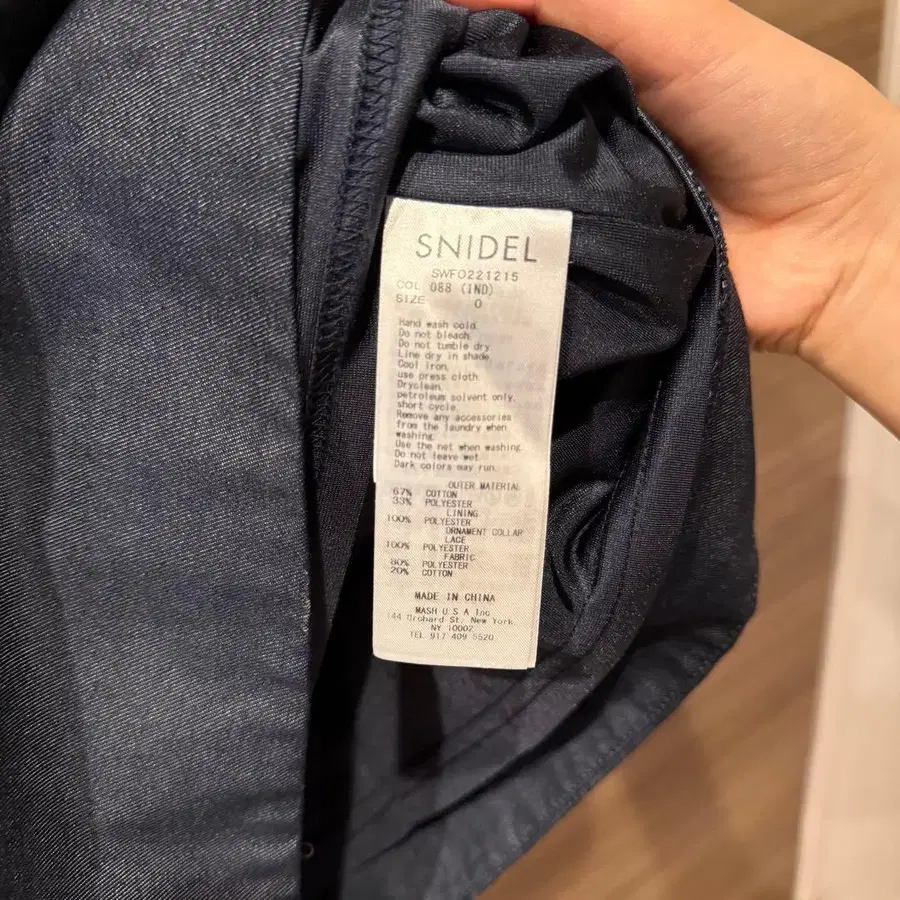 SNIDEL
SWFO221215
COL 088 (IND)
SIZE 0
Hand wash cold.
Do not bleach.
Do not tumble dry.
Line dry in shade.
Cool iron,
use press cloth.
Dryclean,
petroleum solvent only,
short cycle.
Remove any accessories
from the laundry when
washing.
Use the net when washing.
Do not leave wet.
Dark colors may run.
OUTER MATERIAL
67% COTTON
33% POLYESTER
LINING
100% POLYESTER
ORNAMENT COLLAR
LACE
100% POLYESTER
FABRIC
80% POLYESTER
20% COTTON
MADE IN CHINA
MASH U S A Inc
144 Orchard St. New York,
NY 10002
TEL 917 409 5520